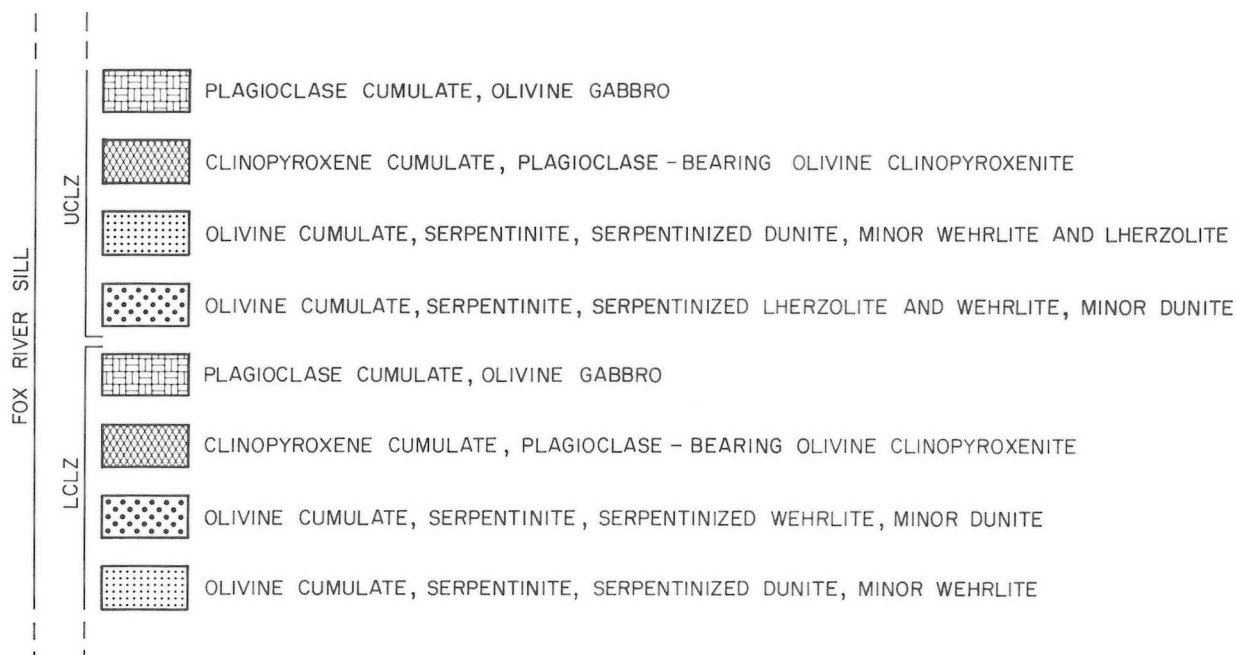 FOX RIVER SILL
UCLZ
PLAGIOCLASE CUMULATE, OLIVINE GABBRO
CLINOPYROXENE CUMULATE, PLAGIOCLASE - BEARING OLIVINE CLINOPYROXENITE
OLIVINE CUMULATE, SERPENTINITE, SERPENTINIZED DUNITE, MINOR WEHRLITE AND LHERZOLITE
OLIVINE CUMULATE, SERPENTINITE, SERPENTINIZED LHERZOLITE AND WEHRLITE, MINOR DUNITE
LCLZ
PLAGIOCLASE CUMULATE, OLIVINE GABBRO
CLINOPYROXENE CUMULATE, PLAGIOCLASE - BEARING OLIVINE CLINOPYROXENITE
OLIVINE CUMULATE, SERPENTINITE, SERPENTINIZED WEHRLITE, MINOR DUNITE
OLIVINE CUMULATE, SERPENTINITE, SERPENTINIZED DUNITE, MINOR WEHRLITE